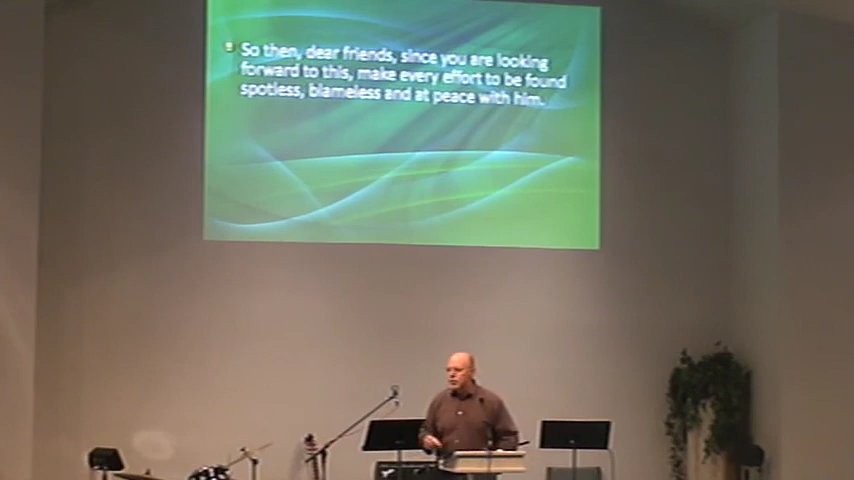 So then, dear friends, since you are looking
forward to this, make every effort to be found
spotless, blameless and at peace with him.